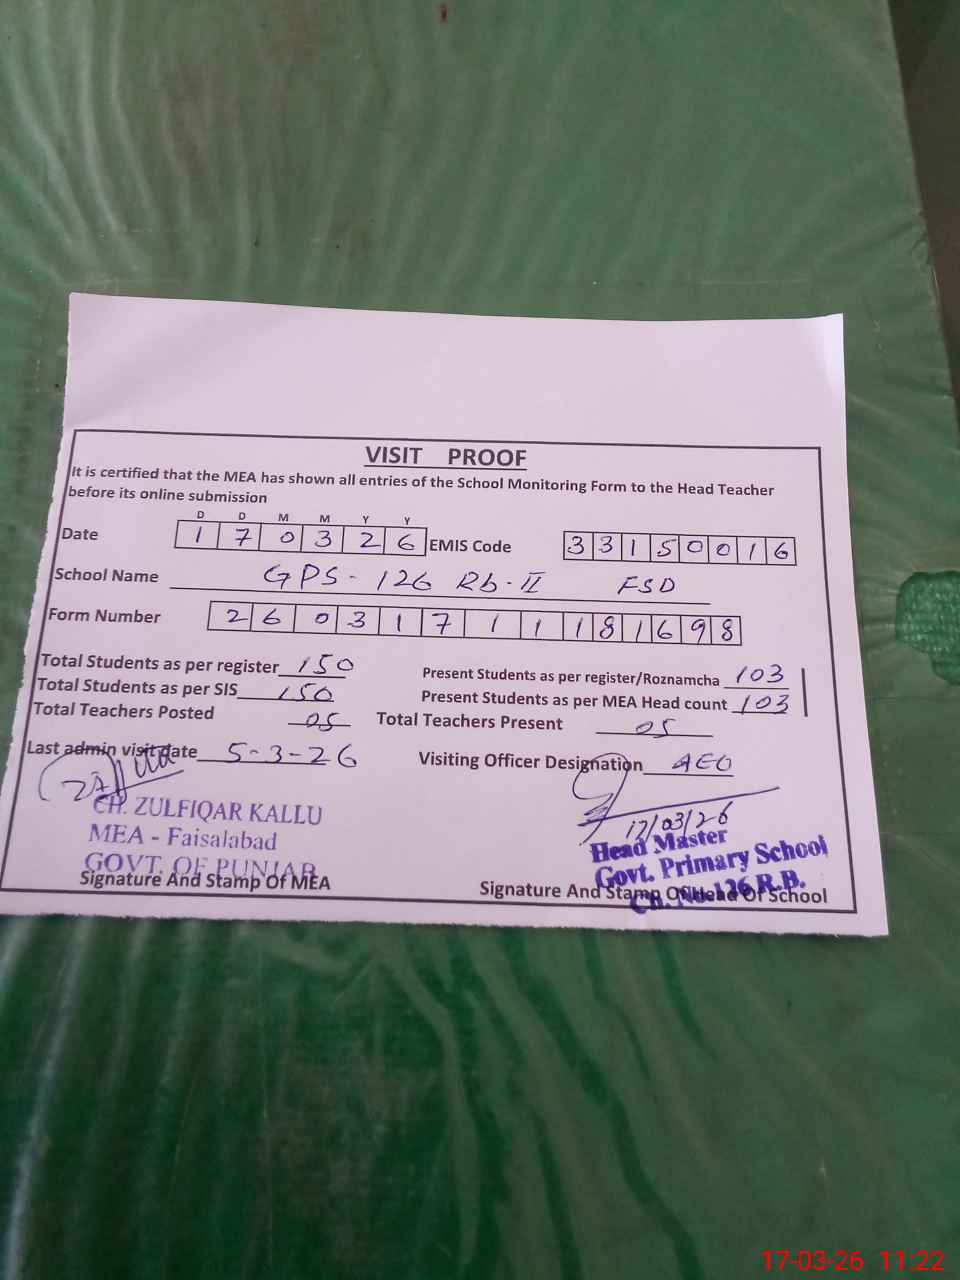 VISIT PROOF
It is certified that the MEA has shown all entries of the School Monitoring Form to the Head Teacher
before its online submission
D D M M Y Y
Date 1 7 0 3 2 6 EMIS Code 3 3 1 5 0 0 1 6
School Name GPS - 126 Rb - II FSD
Form Number 2 6 0 3 1 7 1 1 1 8 1 6 9 8
Total Students as per register 150 Present Students as per register/Roznamcha 103
Total Students as per SIS 150 Present Students as per MEA Head count 103
Total Teachers Posted 05 Total Teachers Present 05
Last admin visit date 5-3-26 Visiting Officer Designation AEO
17/03/26
CH. ZULFIQAR KALLU
MEA - Faisalabad
GOVT. OF PUNJAB
Signature And Stamp Of MEA
Head Master
Govt. Primary School
Ch. No. 126 R.B.
Signature And Stamp Of Head Of School
17-03-26 11:22